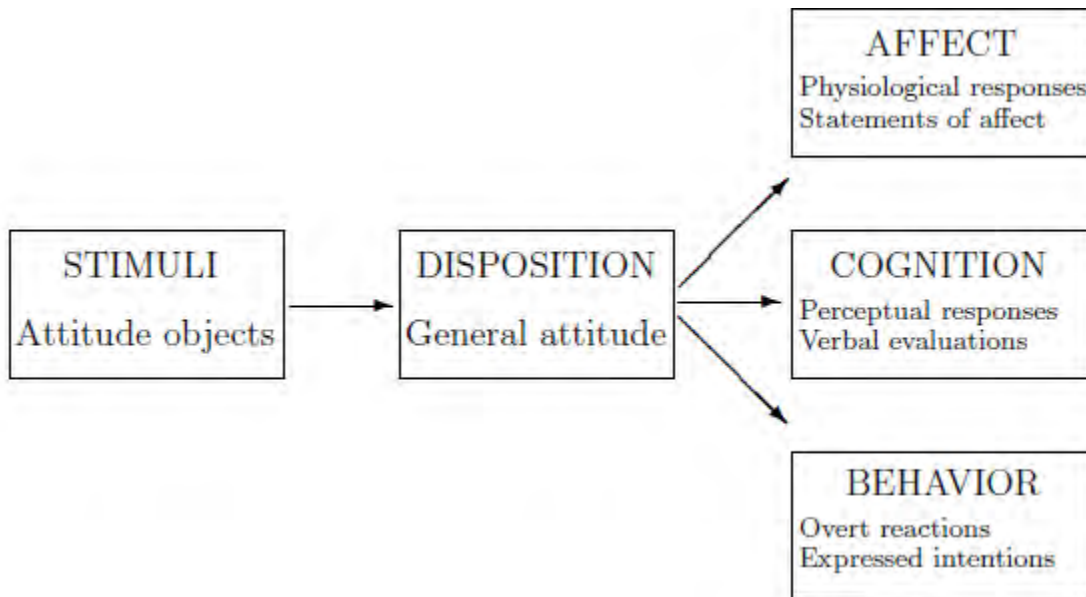 AFFECT
Physiological responses
Statements of affect
STIMULI
Attitude objects
DISPOSITION
General attitude
COGNITION
Perceptual responses
Verbal evaluations
BEHAVIOR
Overt reactions
Expressed intentions